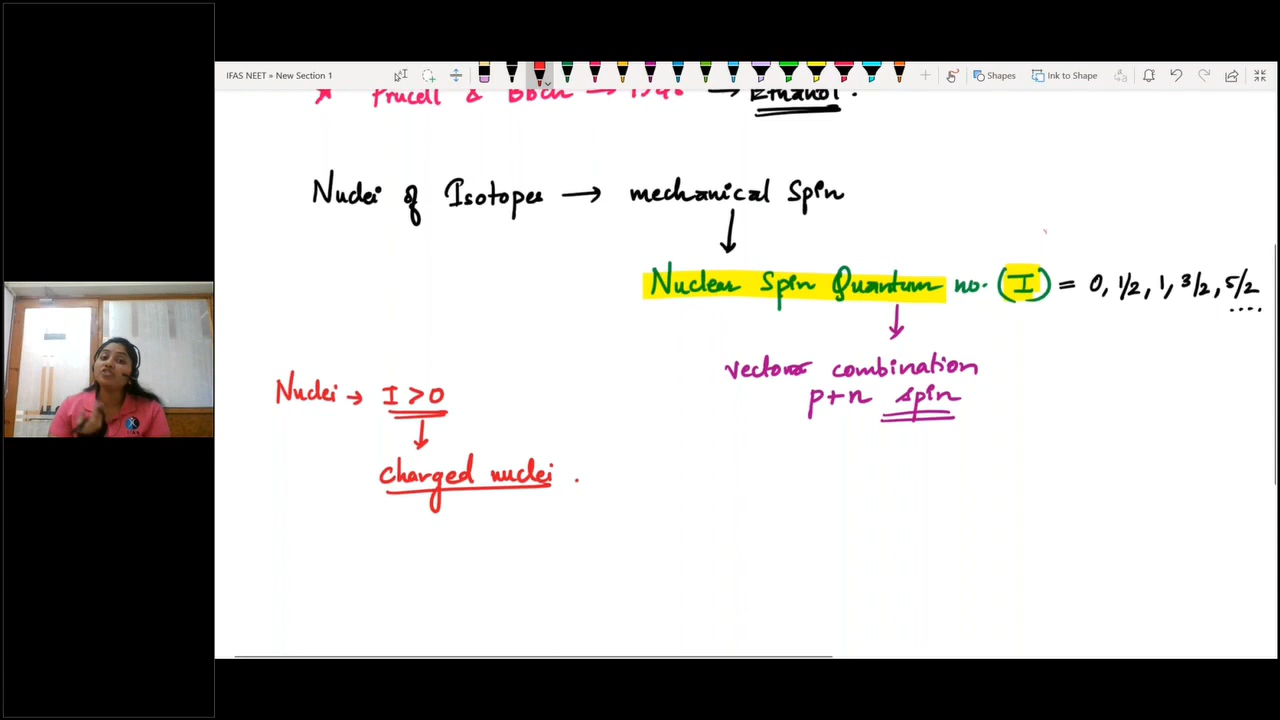 IFAS NEET » New Section 1
Shapes
Ink to Shape
Ethanol.
Nuclei of Isotopes → mechanical Spin
Nuclear Spin Quantum no. (I) = 0, 1/2, 1, 3/2, 5/2 ....
vector combination
p+n spin
Nuclei → I > 0
charged nuclei.